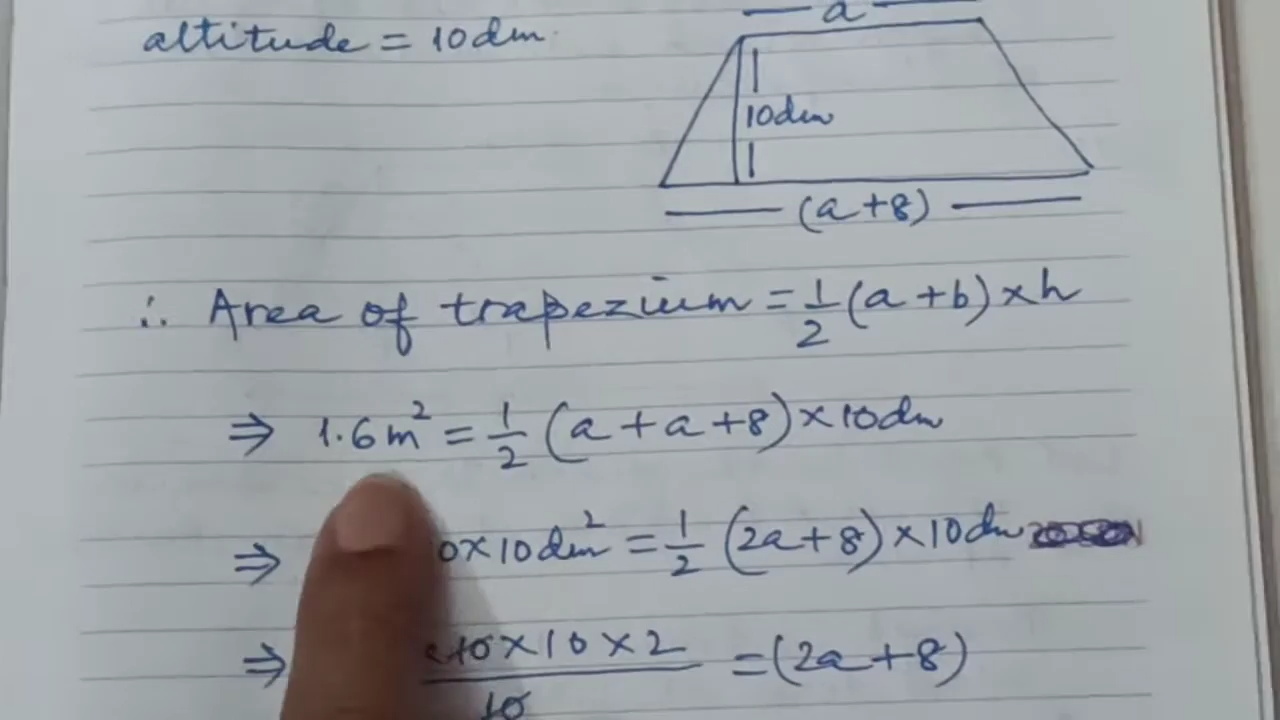 a
altitude = 10dm
10dm
(a+8)
∴ Area of trapezium = 1/2 (a+b)×h
⇒ 1.6m² = 1/2 (a+a+8)×10dm
⇒ 0×10dm² = 1/2 (2a+8)×10dm
⇒ 10×10×2 / 10 = (2a+8)